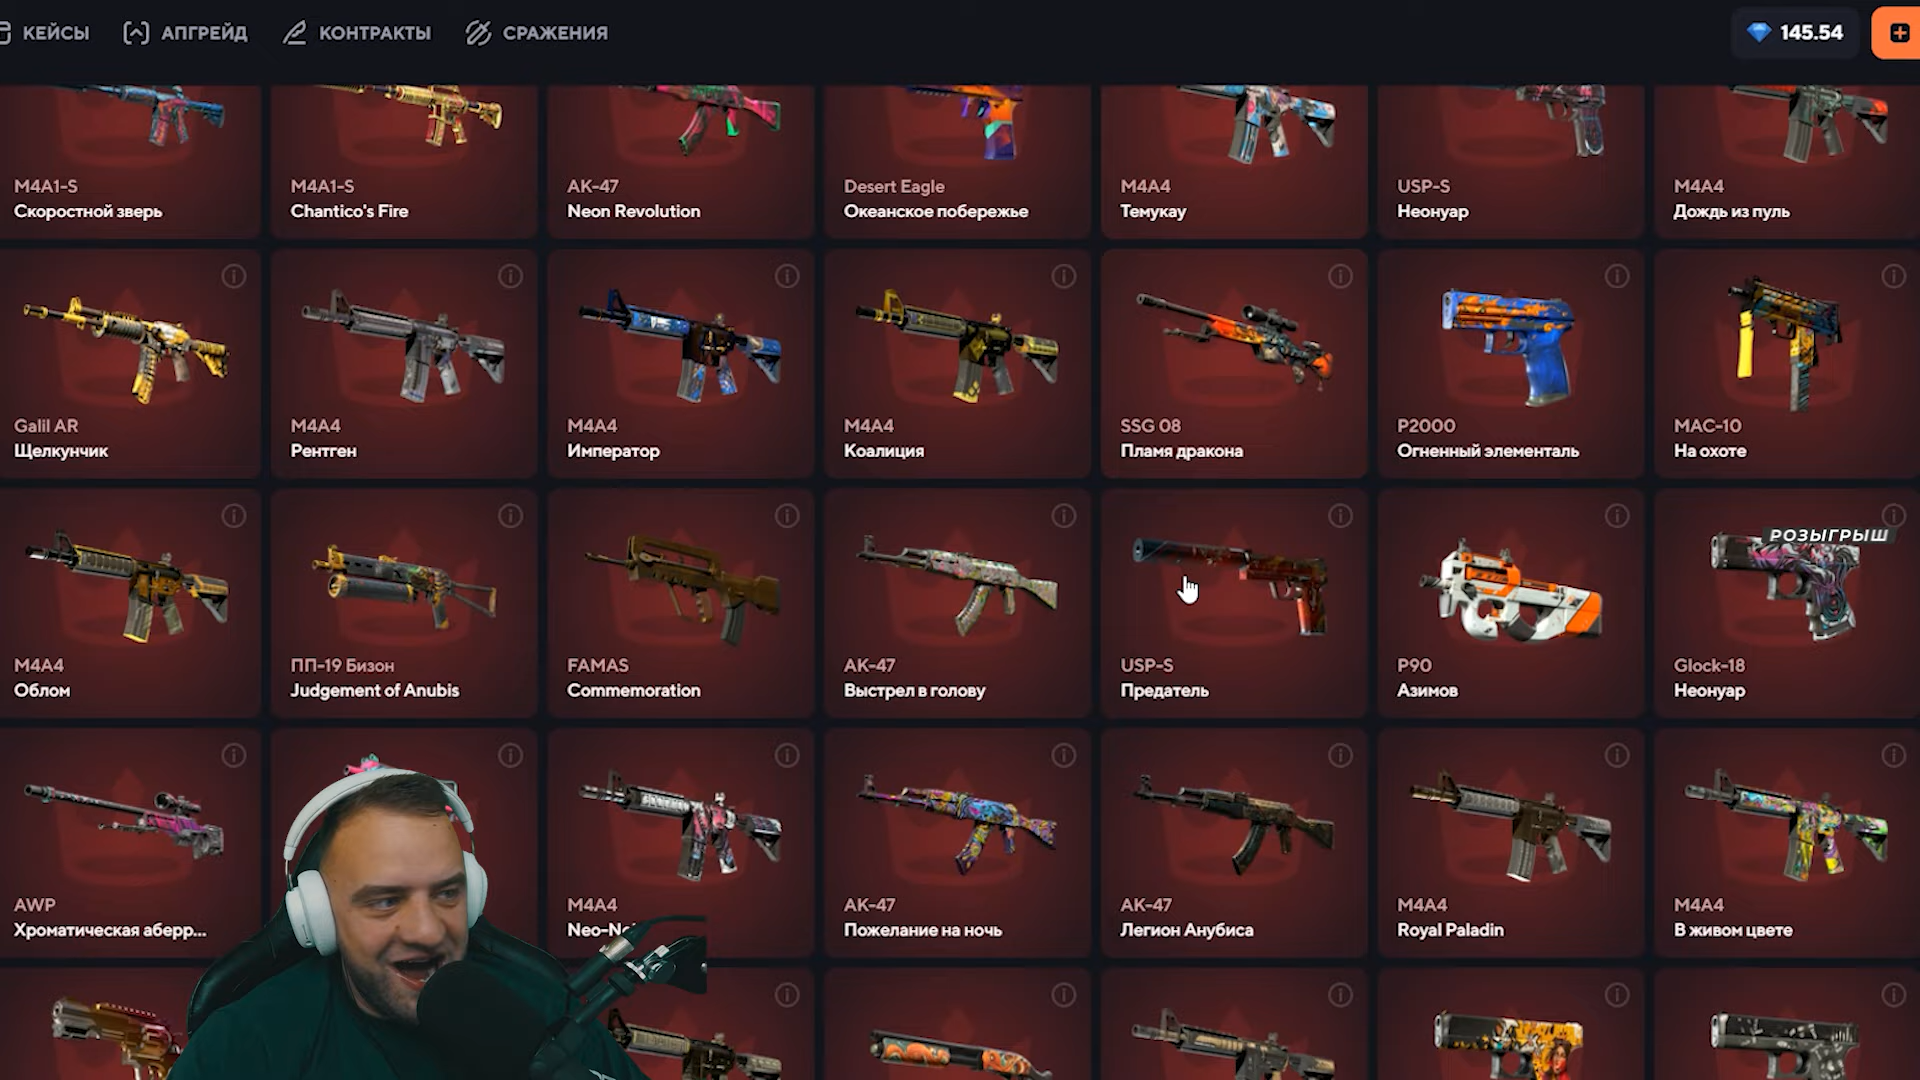 КЕЙСЫ
АПГРЕЙД
КОНТРАКТЫ
СРАЖЕНИЯ
145.54
M4A1-S
Скоростной зверь
M4A1-S
Chantico's Fire
AK-47
Neon Revolution
Desert Eagle
Океанское побережье
M4A4
Темукау
USP-S
Неонуар
M4A4
Дождь из пуль
Galil AR
Щелкунчик
M4A4
Рентген
M4A4
Император
M4A4
Коалиция
SSG 08
Пламя дракона
P2000
Огненный элементаль
MAC-10
На охоте
M4A4
Облом
ПП-19 Бизон
Judgement of Anubis
FAMAS
Commemoration
AK-47
Выстрел в голову
USP-S
Предатель
P90
Азимов
РОЗЫГРЫШ
Glock-18
Неонуар
AWP
Хроматическая аберр...
M4A4
AK-47
Пожелание на ночь
AK-47
Легион Анубиса
M4A4
Royal Paladin
M4A4
В живом цвете